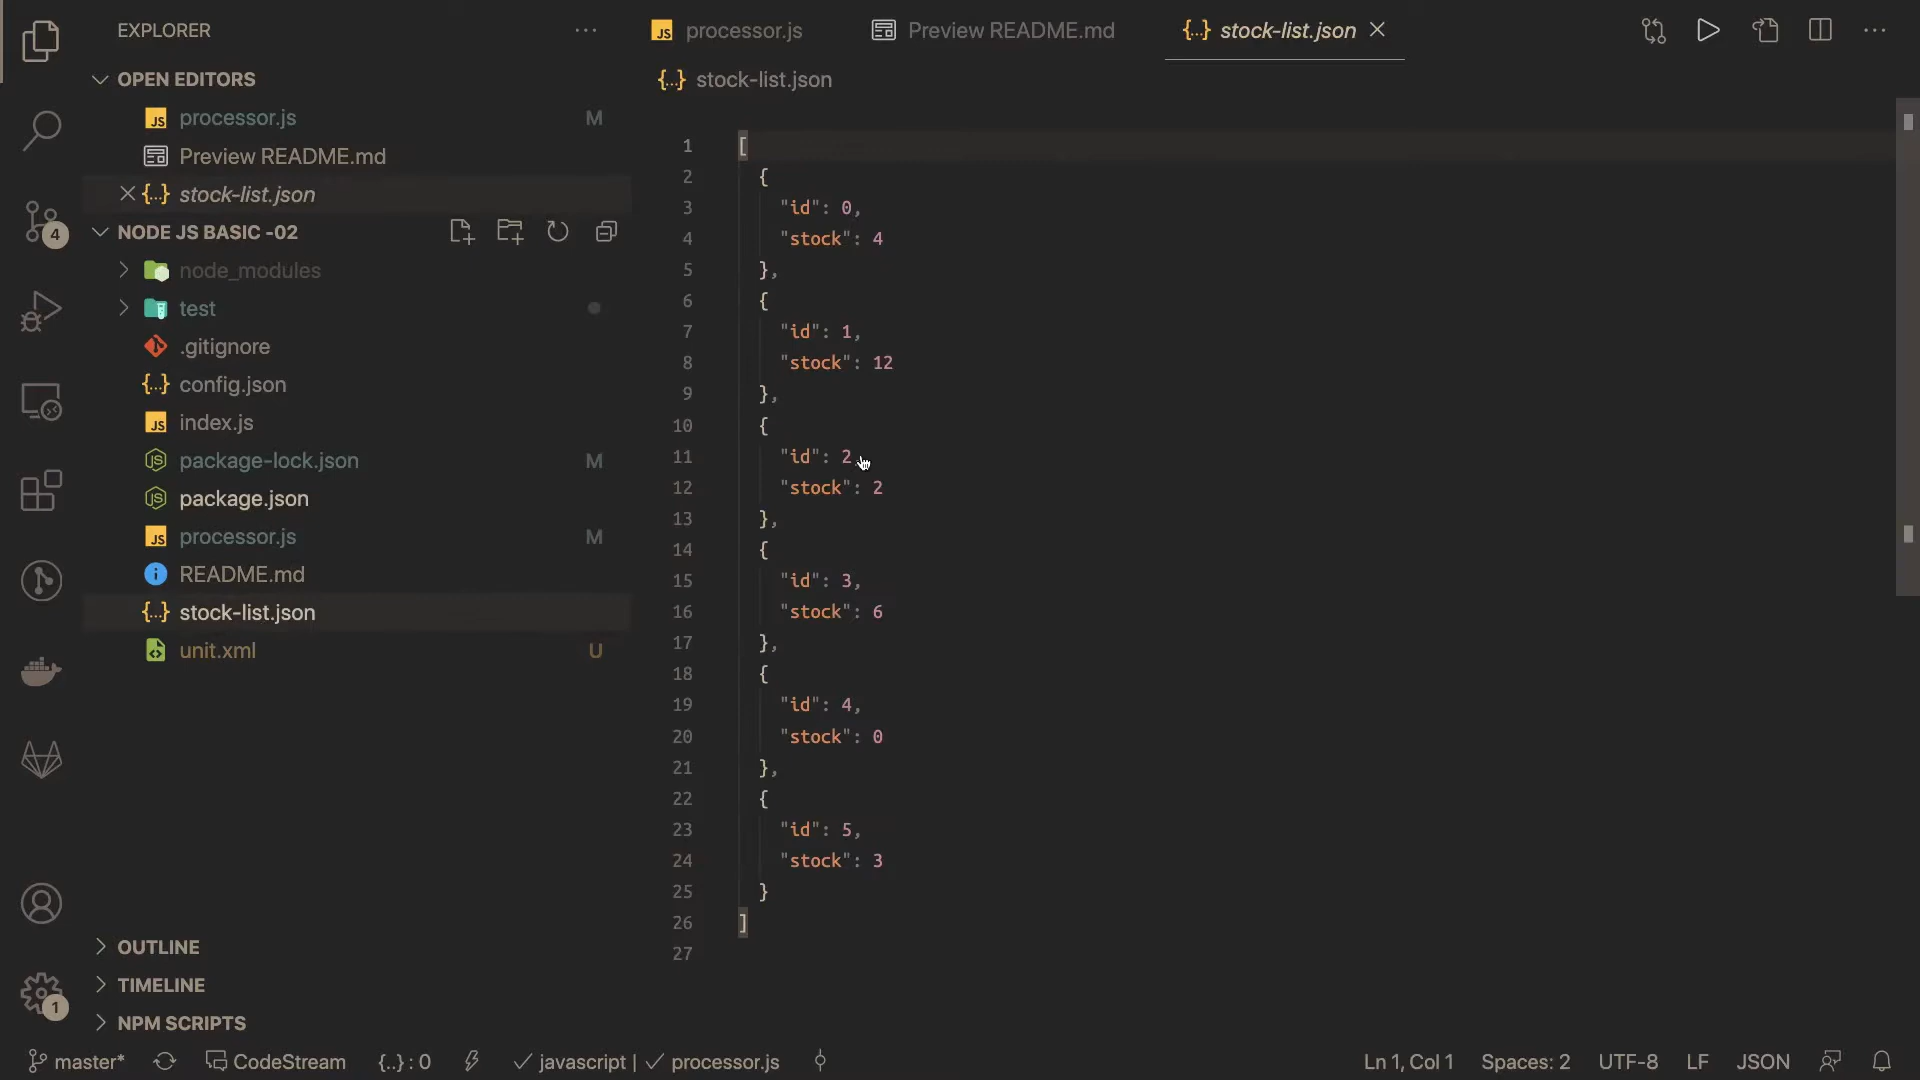 EXPLORER
OPEN EDITORS
processor.js M
Preview README.md
stock-list.json
NODE JS BASIC -02
node_modules
test
.gitignore
config.json
index.js
package-lock.json M
package.json
processor.js M
README.md
stock-list.json
unit.xml U
OUTLINE
TIMELINE
NPM SCRIPTS
4
1
processor.js Preview README.md stock-list.json
stock-list.json
1 [
2 {
3 "id": 0,
4 "stock": 4
5 },
6 {
7 "id": 1,
8 "stock": 12
9 },
10 {
11 "id": 2,
12 "stock": 2
13 },
14 {
15 "id": 3,
16 "stock": 6
17 },
18 {
19 "id": 4,
20 "stock": 0
21 },
22 {
23 "id": 5,
24 "stock": 3
25 }
26 ]
27
master* CodeStream {..} : 0 javascript | processor.js Ln 1, Col 1 Spaces: 2 UTF-8 LF JSON